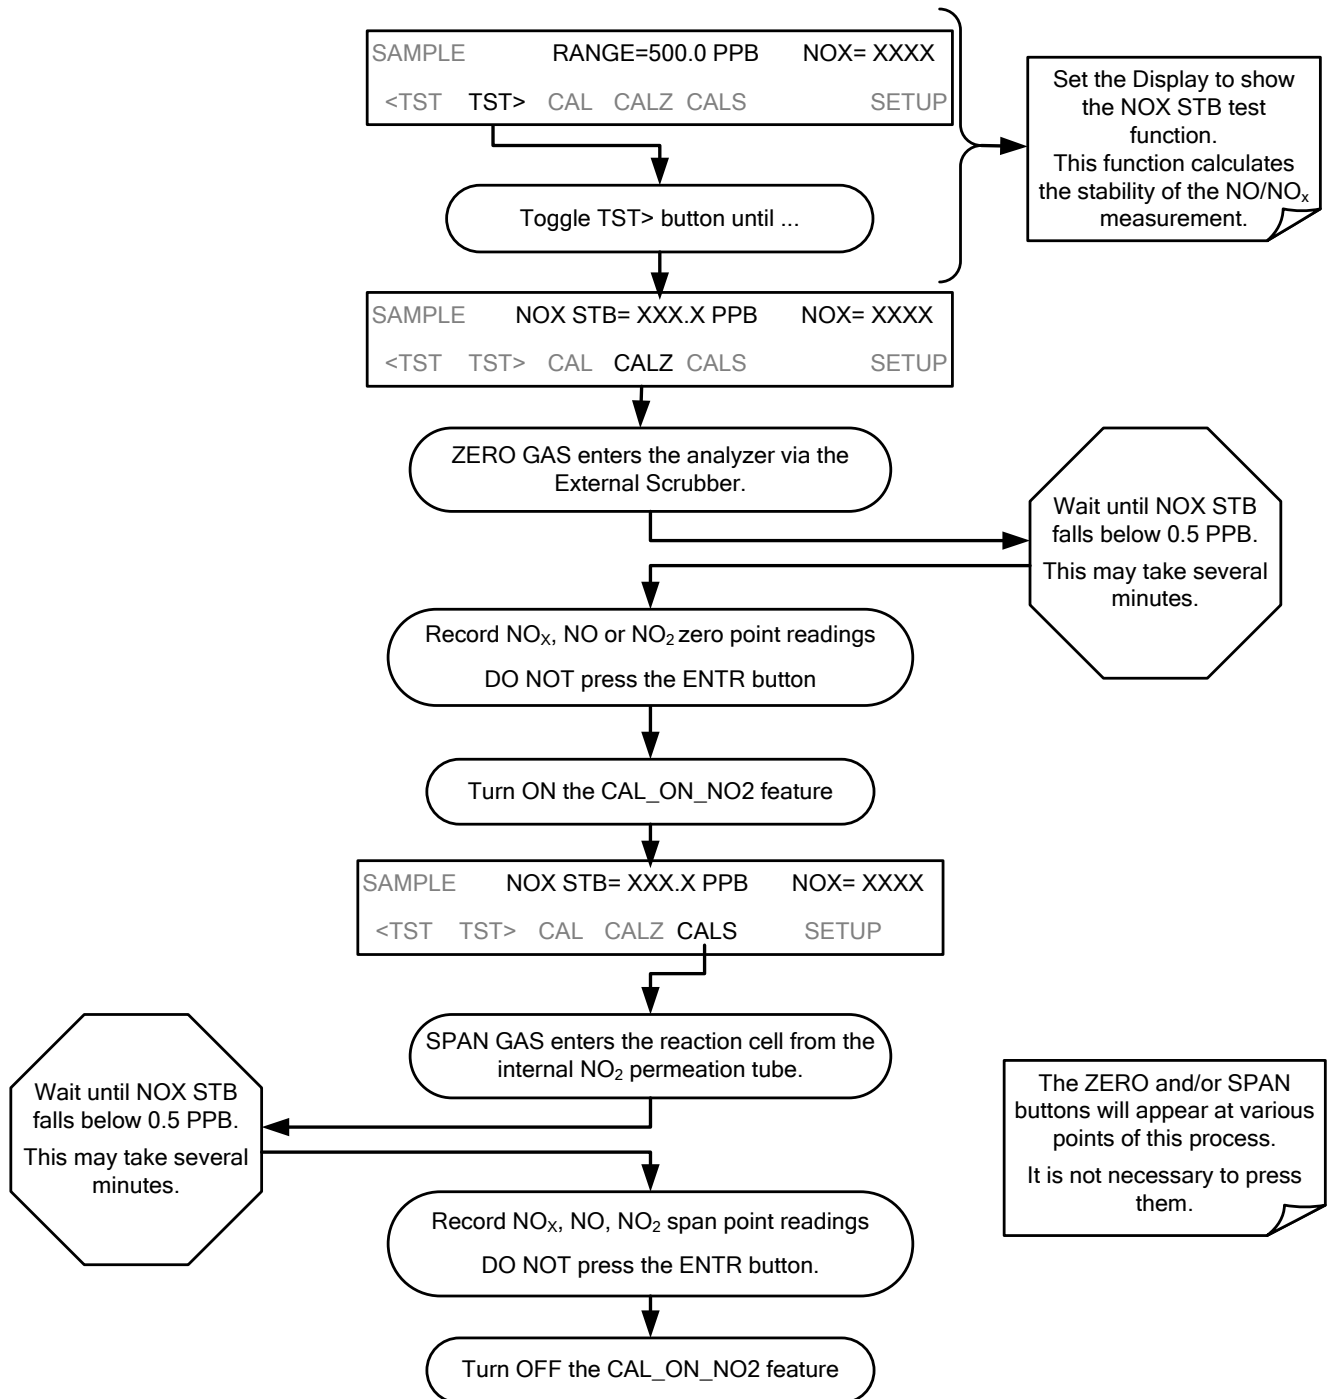 SAMPLE RANGE=500.0 PPB NOX= XXXX
<TST TST> CAL CALZ CALS SETUP
Set the Display to show
the NOX STB test
function.
This function calculates
the stability of the NO/NOx
measurement.
Toggle TST> button until ...
SAMPLE NOX STB= XXX.X PPB NOX= XXXX
<TST TST> CAL CALZ CALS SETUP
ZERO GAS enters the analyzer via the
External Scrubber.
Wait until NOX STB
falls below 0.5 PPB.
This may take several
minutes.
Record NOX, NO or NO2 zero point readings
DO NOT press the ENTR button
Turn ON the CAL_ON_NO2 feature
SAMPLE NOX STB= XXX.X PPB NOX= XXXX
<TST TST> CAL CALZ CALS SETUP
SPAN GAS enters the reaction cell from the
internal NO2 permeation tube.
Wait until NOX STB
falls below 0.5 PPB.
This may take several
minutes.
The ZERO and/or SPAN
buttons will appear at various
points of this process.
It is not necessary to press
them.
Record NOX, NO, NO2 span point readings
DO NOT press the ENTR button.
Turn OFF the CAL_ON_NO2 feature